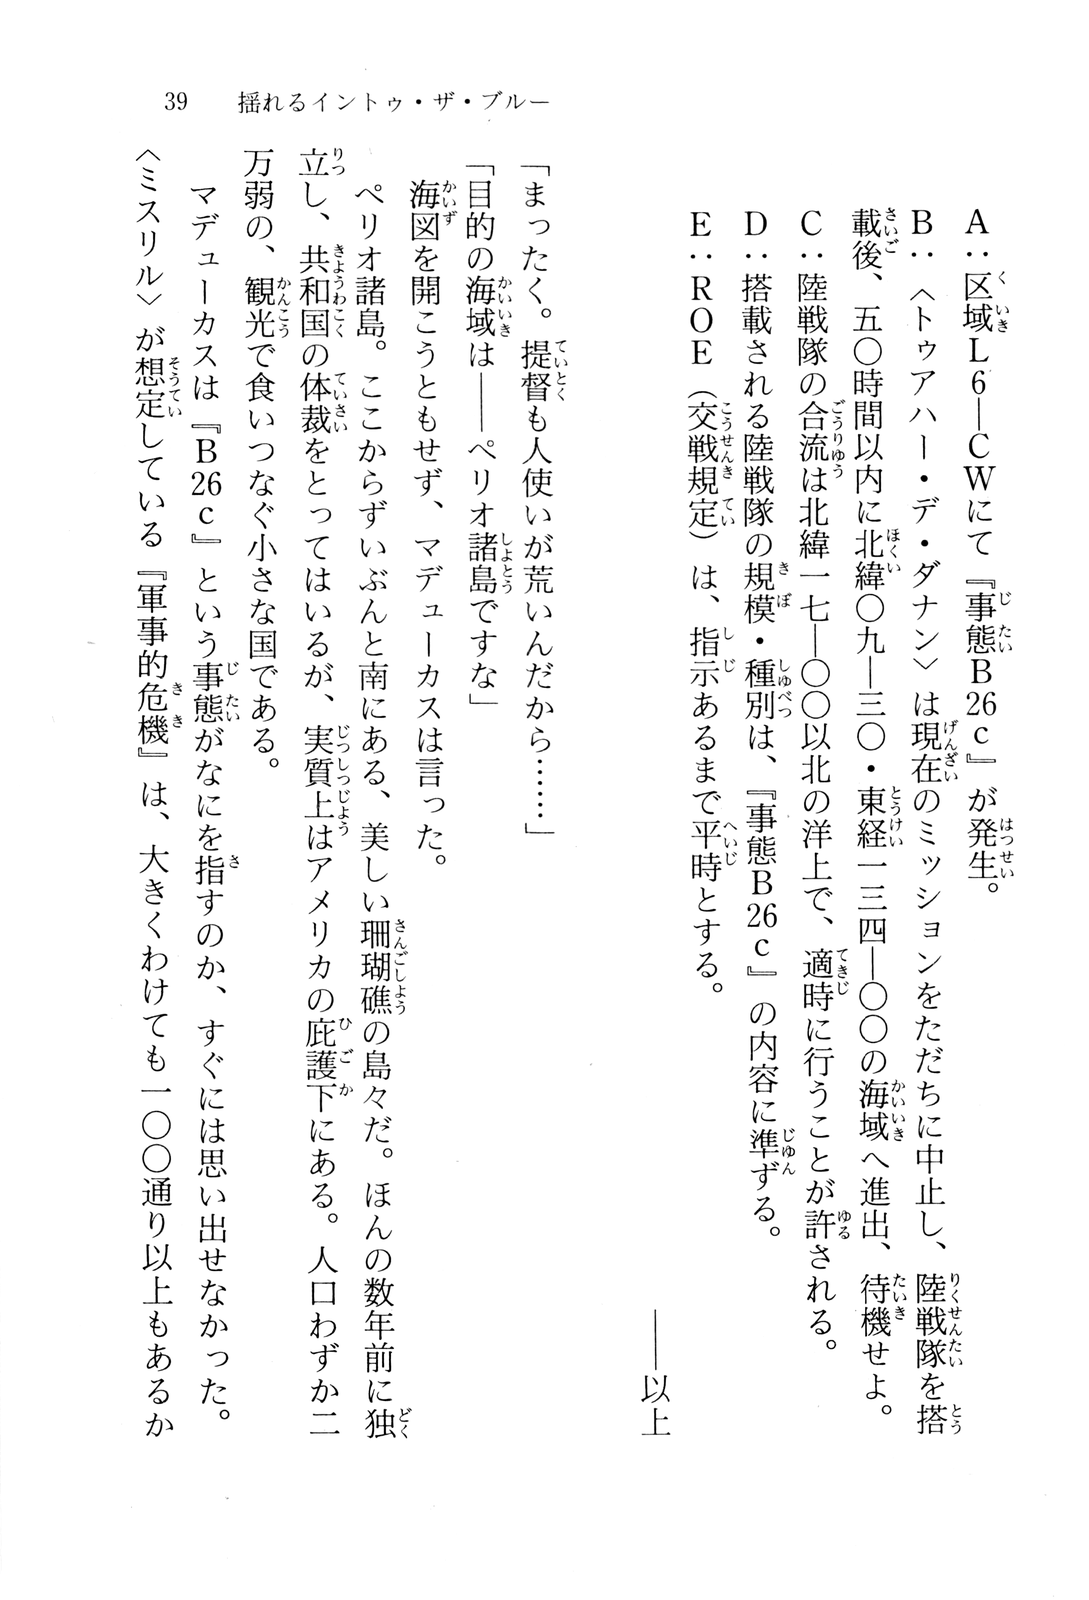 39　揺れるイントゥ・ザ・ブルー
A：区域L6―CWにて『事態B26c』が発生。
B：〈トゥアハー・デ・ダナン〉は現在のミッションをただちに中止し、陸戦隊を搭
載後、五〇時間以内に北緯〇九―三〇・東経一三四―〇〇の海域へ進出、待機せよ。
C：陸戦隊の合流は北緯一七―〇〇以北の洋上で、適時に行うことが許される。
D：搭載される陸戦隊の規模・種別は、『事態B26c』の内容に準ずる。
E：ROE（交戦規定）は、指示あるまで平時とする。
――以上
「まったく。提督も人使いが荒いんだから……」
「目的の海域は――ペリオ諸島ですな」
海図を開こうともせず、マデューカスは言った。
ペリオ諸島。ここからずいぶんと南にある、美しい珊瑚礁の島々だ。ほんの数年前に独
立し、共和国の体裁をとってはいるが、実質上はアメリカの庇護下にある。人口わずか二
万弱の、観光で食いつなぐ小さな国である。
マデューカスは『B26c』という事態がなにを指すのか、すぐには思い出せなかった。
〈ミスリル〉が想定している『軍事的危機』は、大きくわけても一〇〇通り以上もあるか